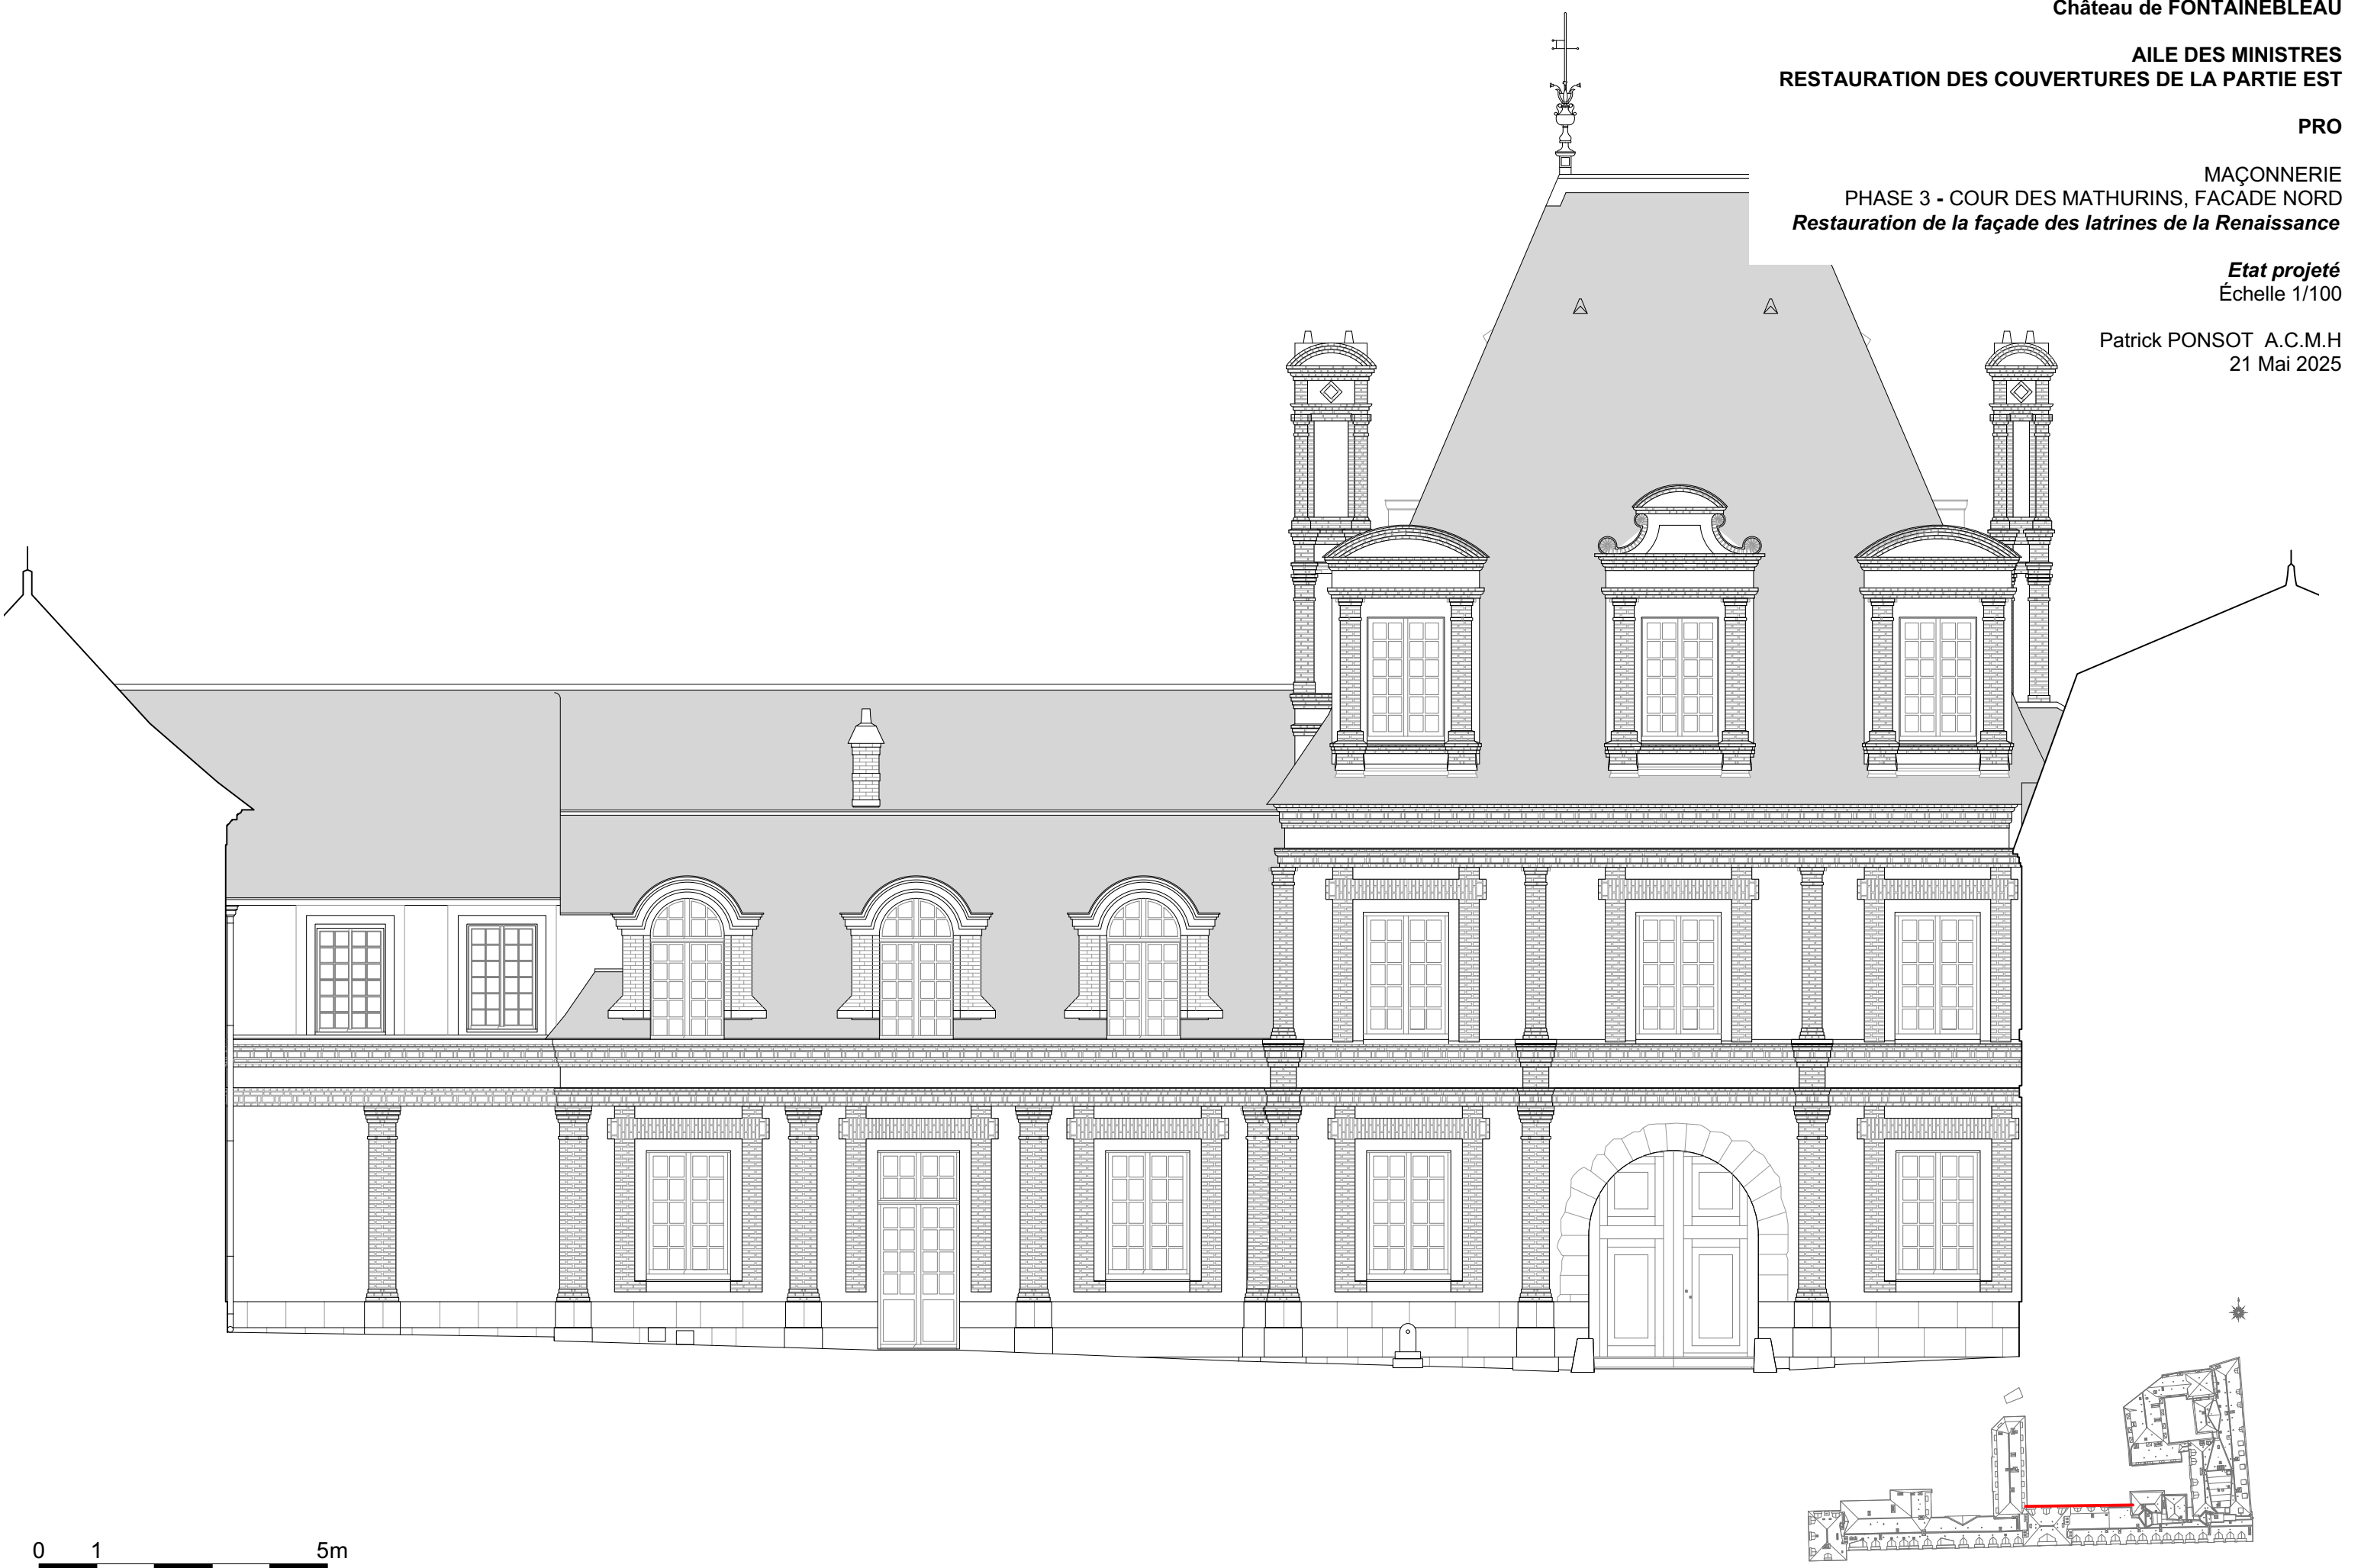 Château de FONTAINEBLEAU
AILE DES MINISTRES
RESTAURATION DES COUVERTURES DE LA PARTIE EST
PRO
MAÇONNERIE
PHASE 3 - COUR DES MATHURINS, FACADE NORD
Restauration de la façade des latrines de la Renaissance
Etat projeté
Échelle 1/100
Patrick PONSOT A.C.M.H
21 Mai 2025
0 1 5m